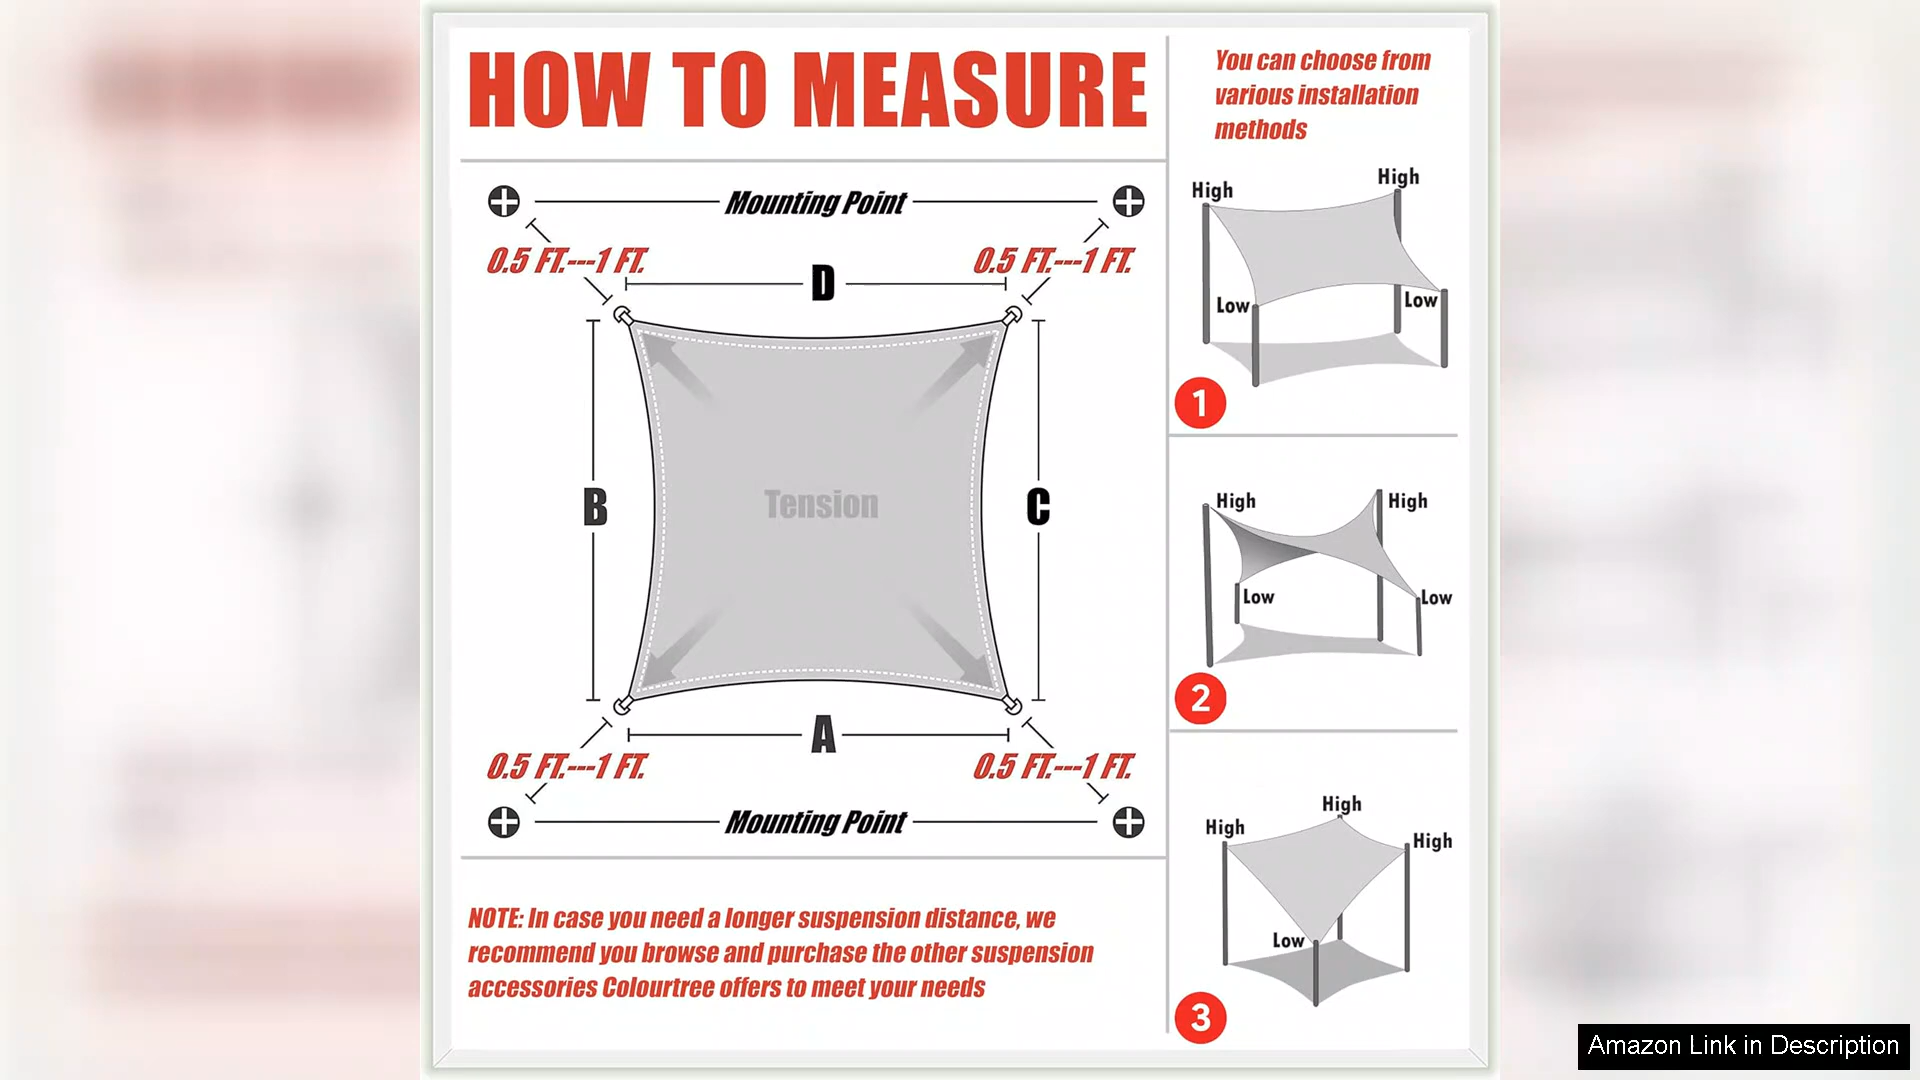 HOW TO MEASURE
Mounting Point
0.5 FT.---1 FT.
0.5 FT.---1 FT.
D
B
Tension
C
A
0.5 FT.---1 FT.
0.5 FT.---1 FT.
Mounting Point
NOTE: In case you need a longer suspension distance, we
recommend you browse and purchase the other suspension
accessories Colourtree offers to meet your needs
You can choose from
various installation
methods
High
High
Low
Low
1
High
High
Low
Low
2
High
High
High
Low
3
Amazon Link in Description